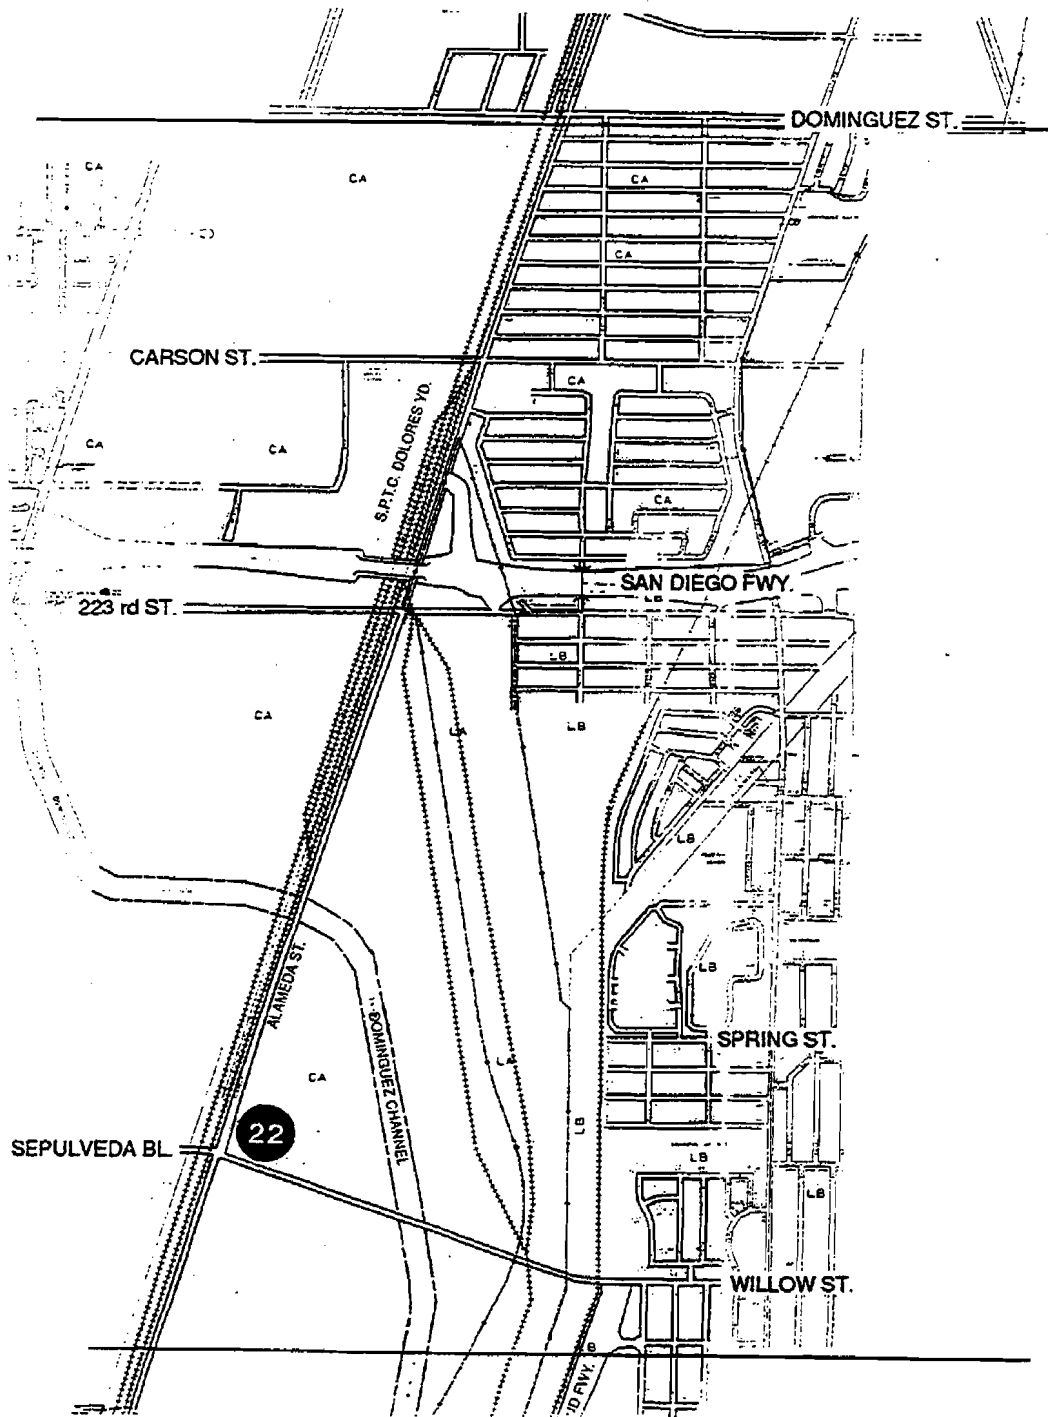 DOMINGUEZ ST.
CA
CA
CA
CA
CARSON ST.
CA
S.P.T.C. DOLORES YD.
CA
CA
CA
SAN DIEGO FWY.
LB
223 rd ST.
LB
CA
LA
LB
LB
LB
ALAMEDA ST.
DOMINGUEZ CHANNEL
SPRING ST.
LA
CA
LB
22
SEPULVEDA BL.
LB
LB
WILLOW ST.